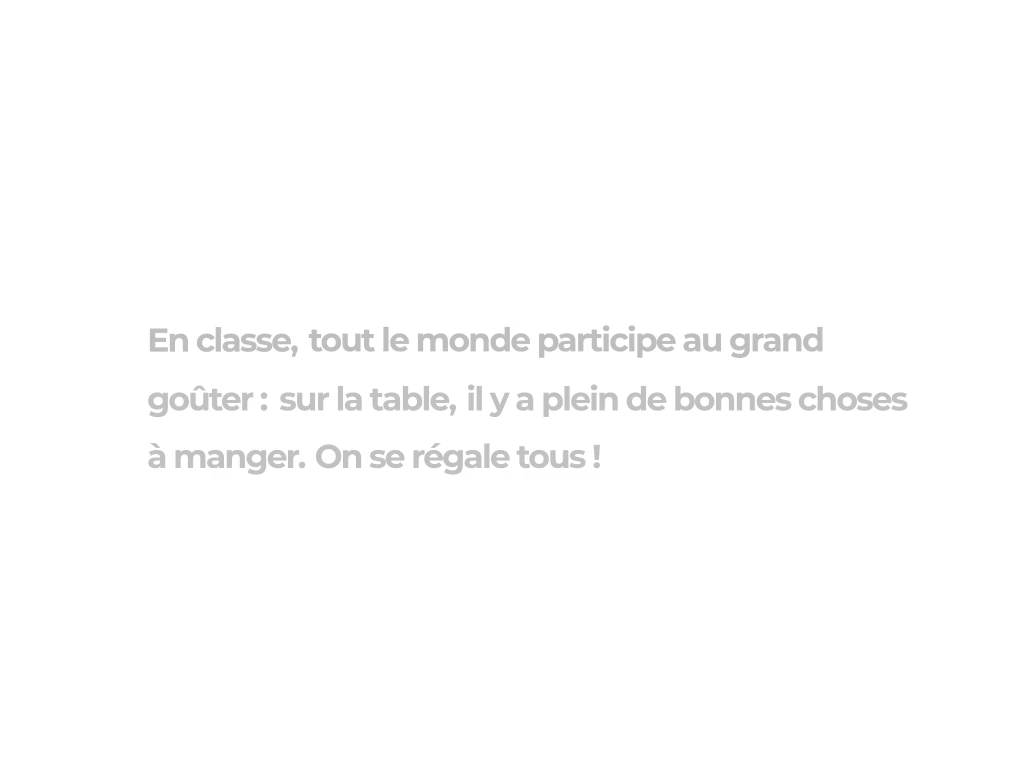 En classe, tout le monde participe au grand
goûter : sur la table, il y a plein de bonnes choses
à manger. On se régale tous !